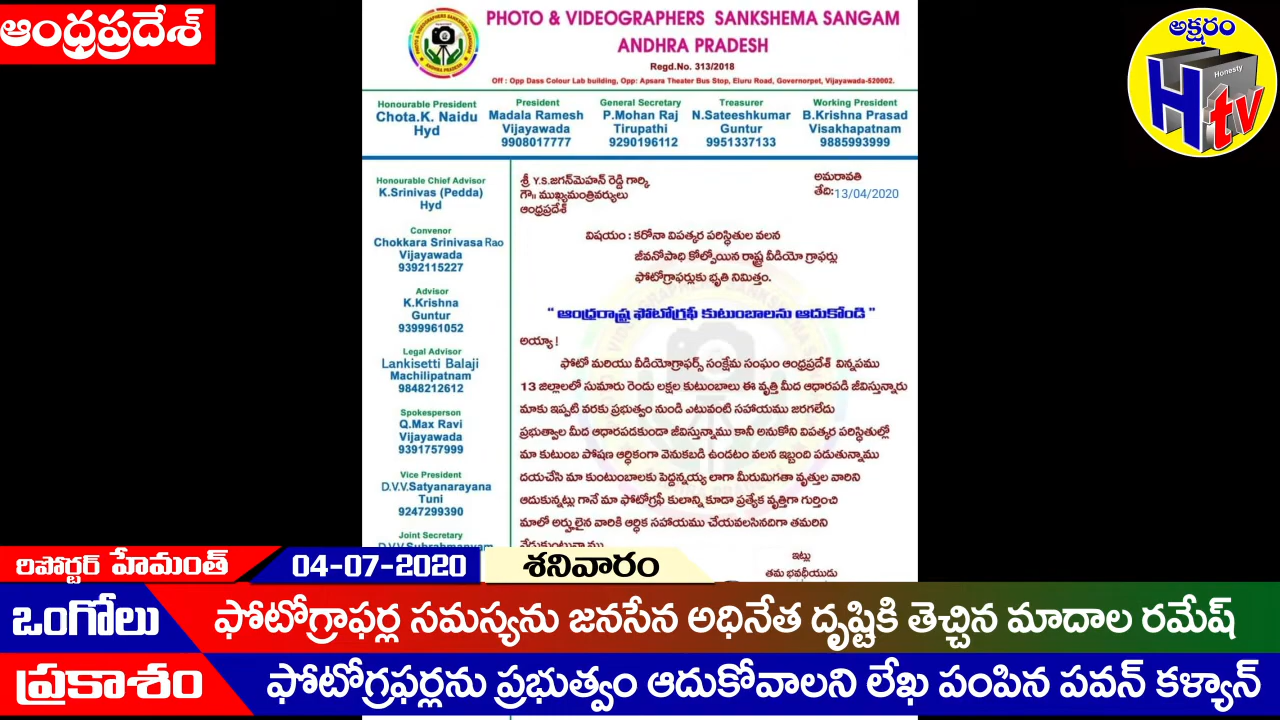 ఆంధ్రప్రదేశ్
PHOTO & VIDEOGRAPHERS SANKSHEMA SANGAM
ANDHRA PRADESH
Regd.No. 313/2018
Off : Opp Dass Colour Lab building, Opp: Apsara Theater Bus Stop, Eluru Road, Governorpet, Vijayawada-520002.
అక్షరం
Honesty
H tv
Honourable President
Chota.K. Naidu
Hyd
President
Madala Ramesh
Vijayawada
9908017777
General Secretary
P.Mohan Raj
Tirupathi
9290196112
Treasurer
N.Sateeshkumar
Guntur
9951337133
Working President
B.Krishna Prasad
Visakhapatnam
9885993999
Honourable Chief Advisor
K.Srinivas (Pedda)
Hyd
Convenor
Chokkara Srinivasa Rao
Vijayawada
9392115227
Advisor
K.Krishna
Guntur
9399961052
Legal Advisor
Lankisetti Balaji
Machilipatnam
9848212612
Spokesperson
Q.Max Ravi
Vijayawada
9391757999
Vice President
D.V.V.Satyanarayana
Tuni
9247299390
Joint Secretary
D.V.V.Subrahmanyam
శ్రీ Y.S.జగన్‌మెహన్ రెడ్డి గార్కి
గౌ॥ ముఖ్యమంత్రివర్యులు
ఆంధ్రప్రదేశ్
అమరావతి
తేది:13/04/2020
విషయం : కరోనా విపత్కర పరిస్థితుల వలన
జీవనోపాధి కోల్పోయిన రాష్ట్ర వీడియో గ్రాఫర్లు
ఫోటోగ్రాఫర్లుకు భృతి నిమిత్తం.
“ ఆంధ్రరాష్ట్ర ఫోటోగ్రఫీ కుటుంబాలను ఆదుకోండి ”
అయ్యా !
ఫోటో మరియు వీడియోగ్రాఫర్స్ సంక్షేమ సంఘం ఆంధ్రప్రదేశ్ విన్నపము
13 జిల్లాలలో సుమారు రెండు లక్షల కుటుంబాలు ఈ వృత్తి మీద ఆధారపడి జీవిస్తున్నారు
మాకు ఇప్పటి వరకు ప్రభుత్వం నుండి ఎటువంటి సహాయము జరగలేదు
ప్రభుత్వాల మీద ఆధారపడకుండా జీవిస్తున్నాము కానీ అనుకోని విపత్కర పరిస్థితుల్లో
మా కుటుంబ పోషణ ఆర్థికంగా వెనుకబడి ఉండటం వలన ఇబ్బంది పడుతున్నాము
దయచేసి మా కుంటుంబాలకు పెద్దన్నయ్య లాగా మీరుమిగతా వృత్తుల వారిని
ఆదుకున్నట్లు గానే మా ఫోటోగ్రఫీ కులాన్ని కూడా ప్రత్యేక వృత్తిగా గుర్తించి
మాలో అర్హులైన వారికి ఆర్థిక సహాయము చేయవలసినదిగా తమరిని
వేడుకుంటున్నాము
ఇట్లు
తమ భవధీయుడు
రిపోర్టర్ హేమంత్
04-07-2020
శనివారం
ఒంగోలు
ఫోటోగ్రాఫర్ల సమస్యను జనసేన అధినేత దృష్టికి తెచ్చిన మాదాల రమేష్
ప్రకాశం
ఫోటోగ్రఫర్లను ప్రభుత్వం ఆదుకోవాలని లేఖ పంపిన పవన్ కళ్యాన్